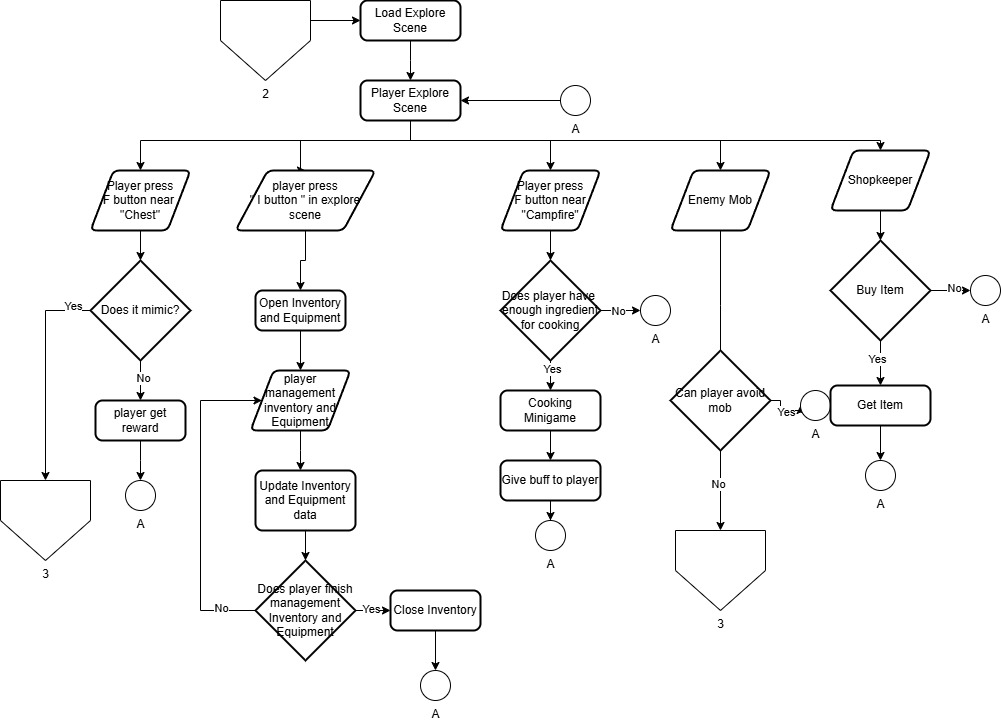 Load Explore
Scene
2
Player Explore
Scene
A
Player press
F button near
"Chest"
player press
" I button " in explore
scene
Player press
F button near
"Campfire"
Enemy Mob
Shopkeeper
Does it mimic?
Yes
No
player get
reward
A
3
Open Inventory
and Equipment
player
management
inventory and
Equipment
Update Inventory
and Equipment
data
Does player finish
management
Inventory and
Equipment
No
Yes
Close Inventory
A
Does player have
enough ingredient
for cooking
No
A
Yes
Cooking
Minigame
Give buff to player
A
Can player avoid
mob
Yes
A
No
3
Buy Item
No
A
Yes
Get Item
A